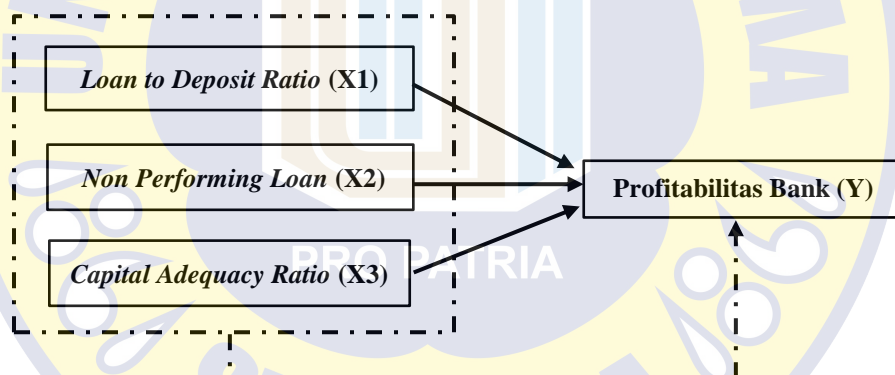 Loan to Deposit Ratio (X1)
Non Performing Loan (X2)
Profitabilitas Bank (Y)
Capital Adequacy Ratio (X3)
PRO PATRIA